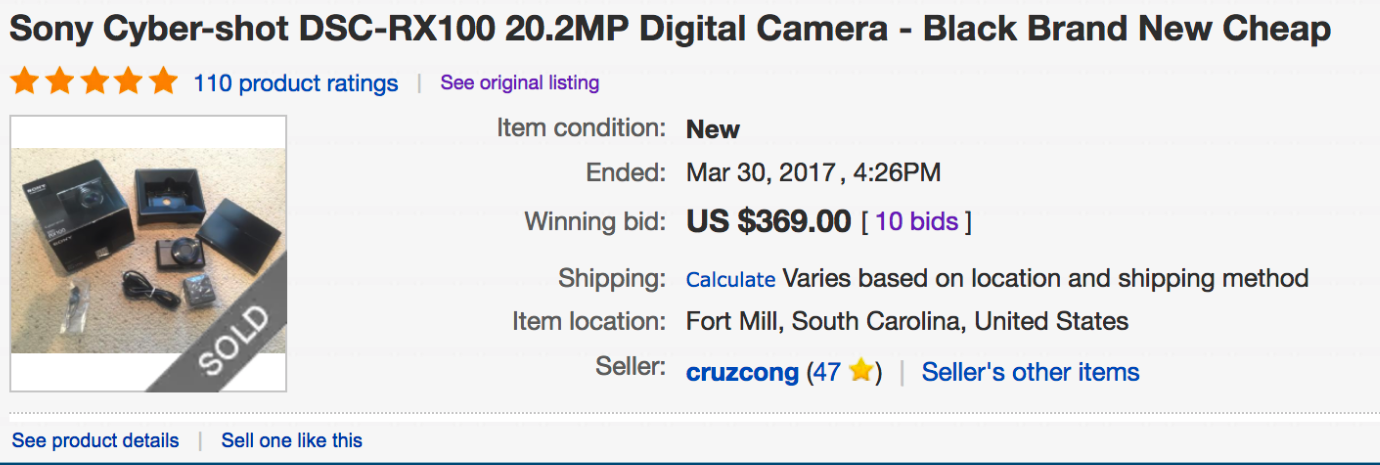 Sony Cyber-shot DSC-RX100 20.2MP Digital Camera - Black Brand New Cheap
110 product ratings | See original listing
Item condition: New
Ended: Mar 30, 2017 , 4:26PM
Winning bid: US $369.00 [ 10 bids ]
Shipping: Calculate Varies based on location and shipping method
Item location: Fort Mill, South Carolina, United States
Seller: cruzcong (47 ) | Seller's other items
SONY
RX100
SONY
SOLD
See product details | Sell one like this